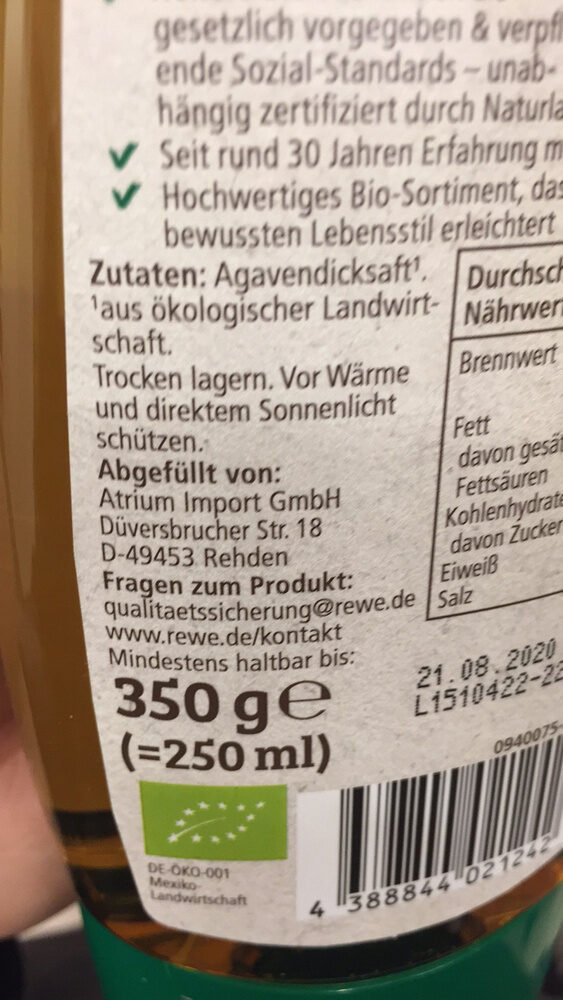 gesetzlich vorgegeben & verpfl
ende Sozial-Standards – unab-
hängig zertifiziert durch Naturla
✓ Seit rund 30 Jahren Erfahrung m
✓ Hochwertiges Bio-Sortiment, das
bewussten Lebensstil erleichtert
Zutaten: Agavendicksaft¹.
¹aus ökologischer Landwirt-
schaft.
Trocken lagern. Vor Wärme
und direktem Sonnenlicht
schützen.
Abgefüllt von:
Atrium Import GmbH
Düversbrucher Str. 18
D-49453 Rehden
Fragen zum Produkt:
qualitaetssicherung@rewe.de
www.rewe.de/kontakt
Mindestens haltbar bis:
350 g e
(=250 ml)
Durchsch
Nährwer
Brennwert
Fett
davon gesät
Fettsäuren
Kohlenhydrate
davon Zucker
Eiweiß
Salz
21.08.2020
L1510422-22
0940075-
DE-ÖKO-001
Mexiko-
Landwirtschaft
4 388844 021242